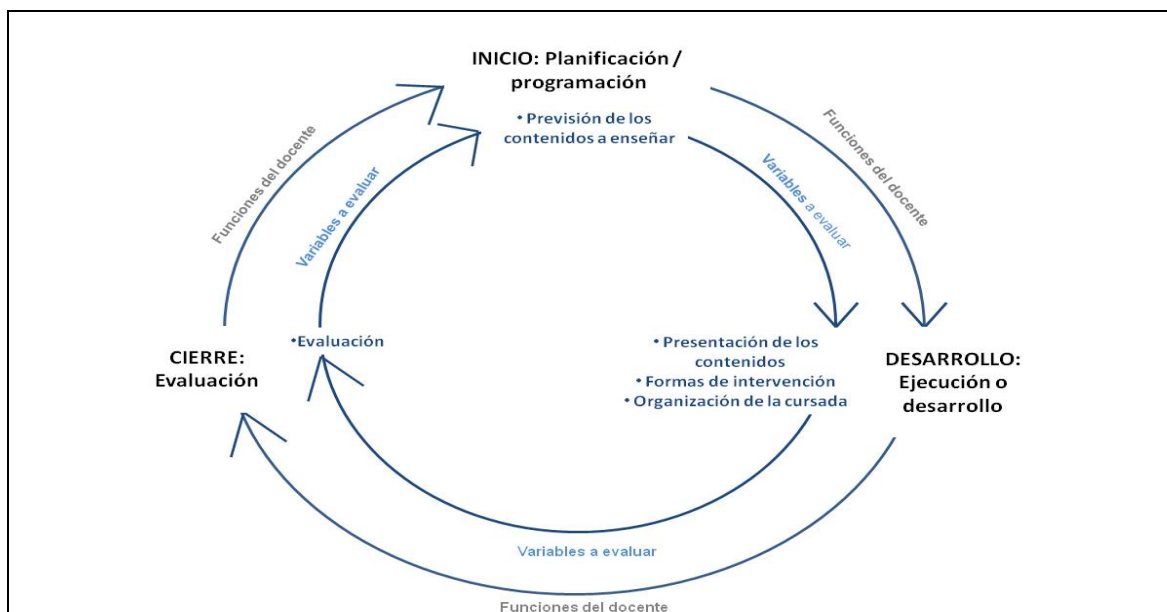 INICIO: Planificación /
programación
• Previsión de los
contenidos a enseñar
Funciones del docente
Variables a evaluar
Funciones del docente
Variables a evaluar
CIERRE:
Evaluación
•Evaluación
• Presentación de los
contenidos
• Formas de intervención
• Organización de la cursada
DESARROLLO:
Ejecución o
desarrollo
Variables a evaluar
Funciones del docente